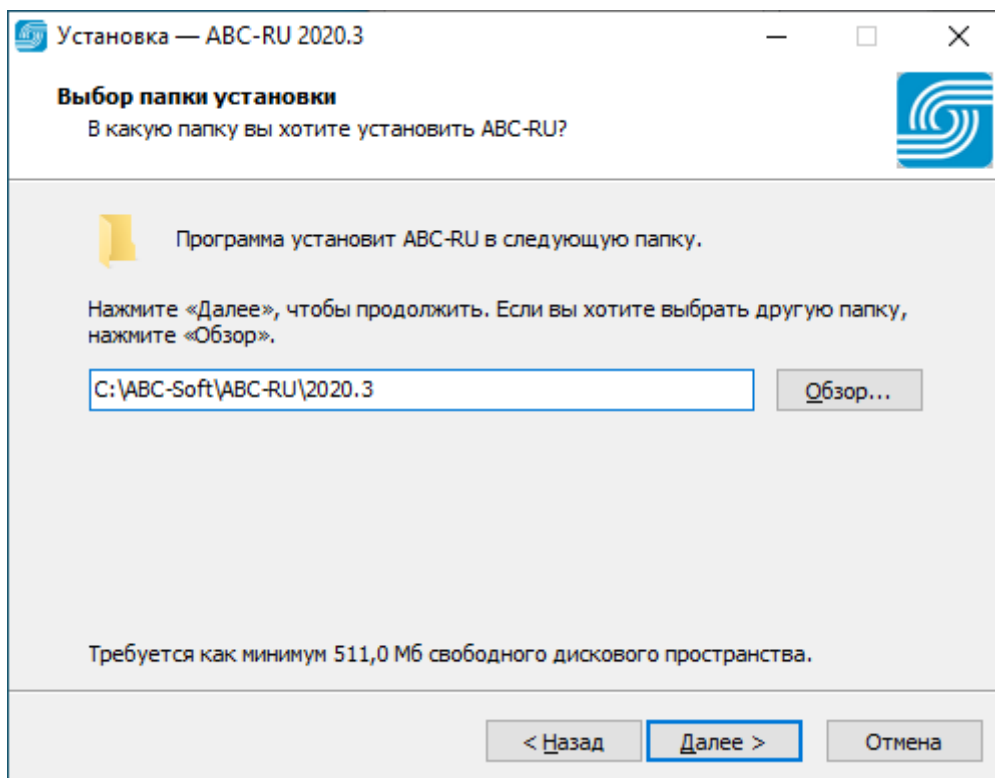 Установка — ABC-RU 2020.3
Выбор папки установки
В какую папку вы хотите установить ABC-RU?
Программа установит ABC-RU в следующую папку.
Нажмите «Далее», чтобы продолжить. Если вы хотите выбрать другую папку,
нажмите «Обзор».
C:\ABC-Soft\ABC-RU\2020.3
Обзор...
Требуется как минимум 511,0 Мб свободного дискового пространства.
< Назад
Далее >
Отмена